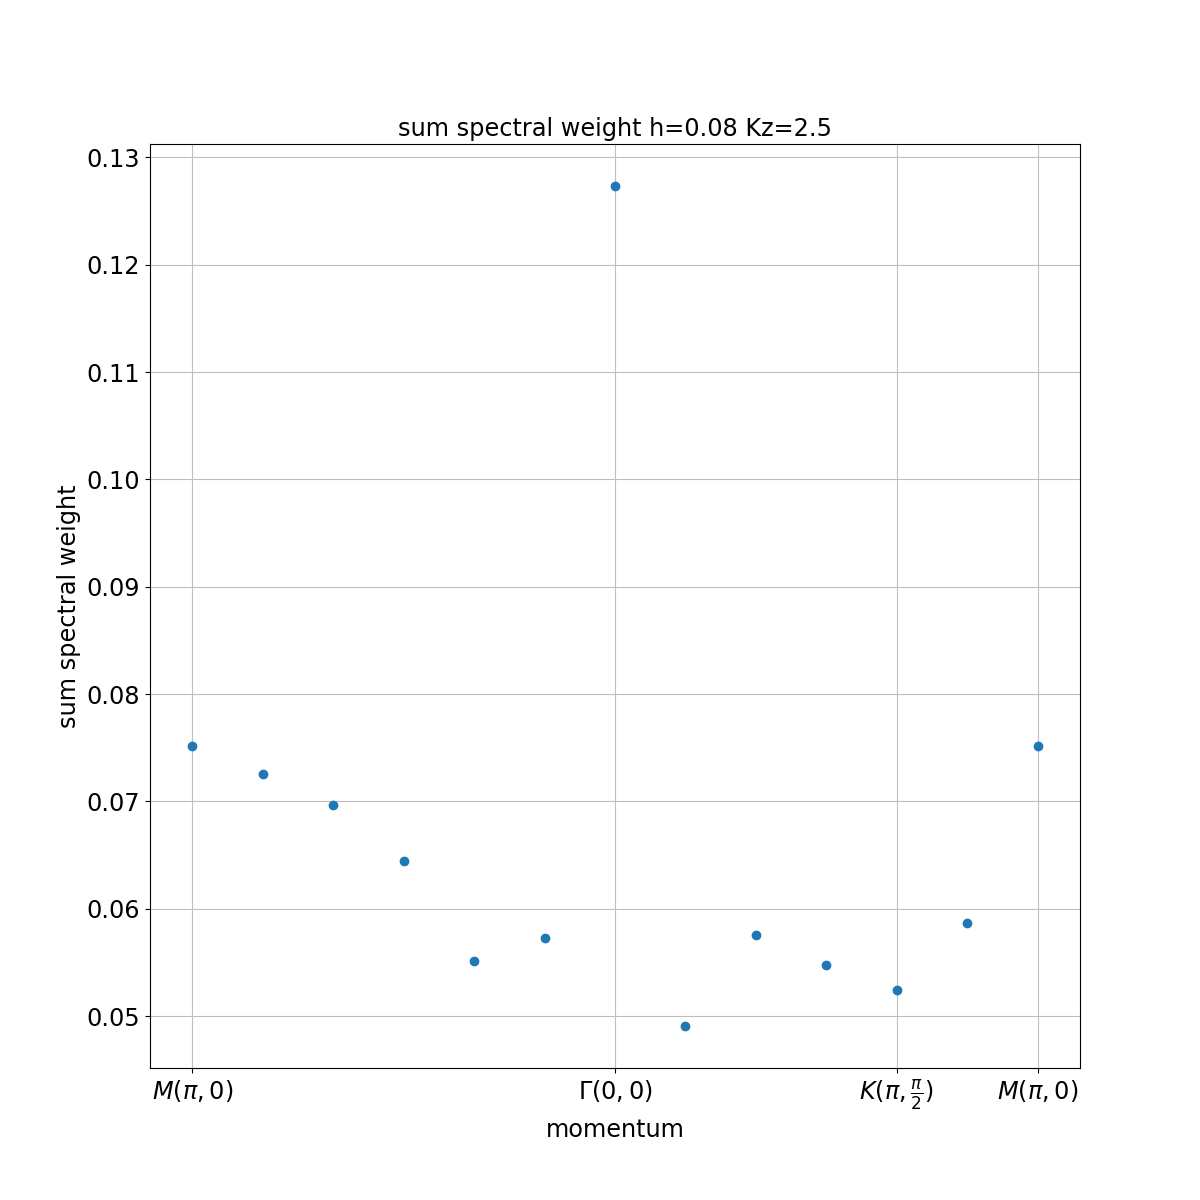 sum spectral weight h=0.08 Kz=2.5
0.13
0.12
0.11
0.10
0.09
0.08
0.07
0.06
0.05
sum spectral weight
M(π, 0) Γ(0, 0) K(π, π/2) M(π, 0)
momentum